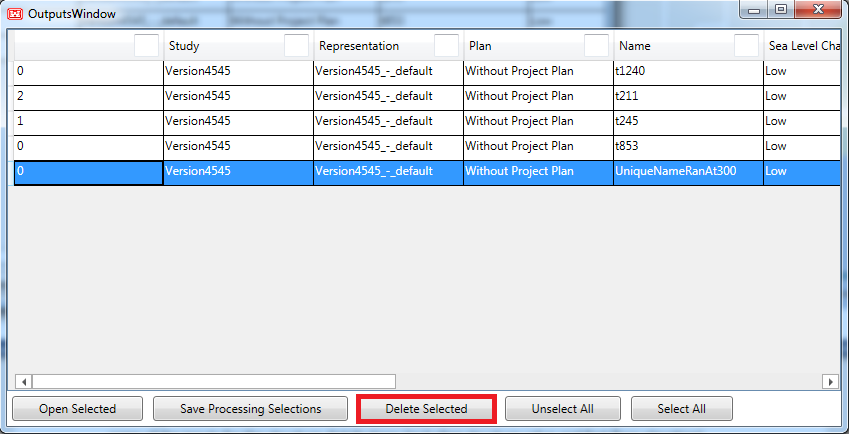 OutputsWindow
Study Representation Plan Name Sea Level Cha
0 Version4545 Version4545_-_default Without Project Plan t1240 Low
2 Version4545 Version4545_-_default Without Project Plan t211 Low
1 Version4545 Version4545_-_default Without Project Plan t245 Low
0 Version4545 Version4545_-_default Without Project Plan t853 Low
0 Version4545 Version4545_-_default Without Project Plan UniqueNameRanAt300 Low
Open Selected Save Processing Selections Delete Selected Unselect All Select All